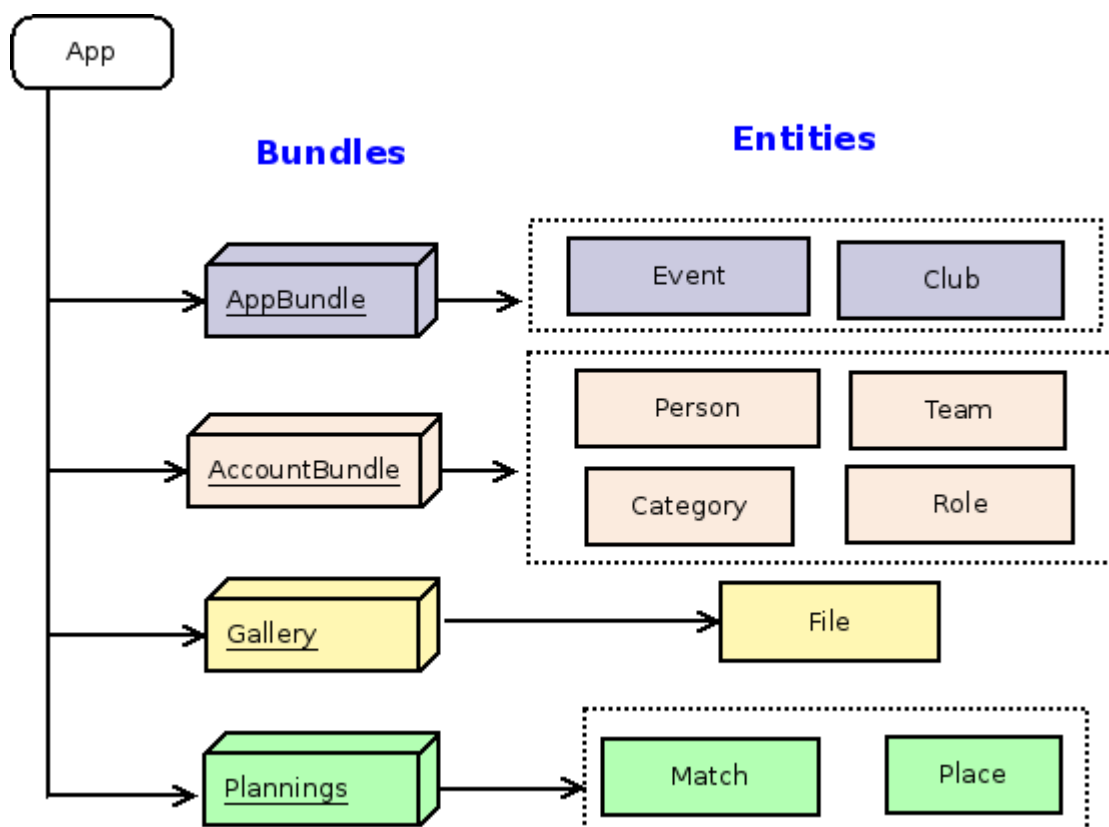 App
Bundles
Entities
AppBundle
Event
Club
AccountBundle
Person
Team
Category
Role
Gallery
File
Plannings
Match
Place